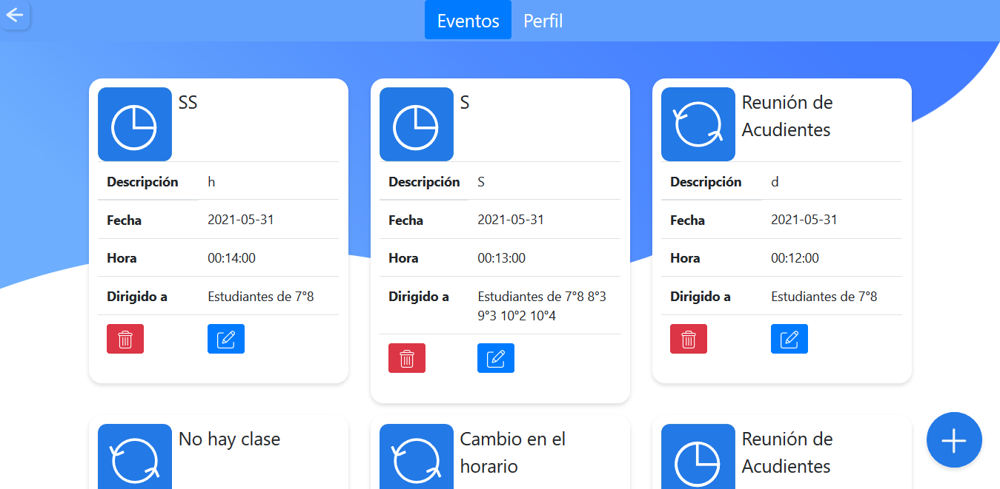 Eventos Perfil
SS
Descripción h
Fecha 2021-05-31
Hora 00:14:00
Dirigido a Estudiantes de 7°8
S
Descripción S
Fecha 2021-05-31
Hora 00:13:00
Dirigido a Estudiantes de 7°8 8°3
9°3 10°2 10°4
Reunión de
Acudientes
Descripción d
Fecha 2021-05-31
Hora 00:12:00
Dirigido a Estudiantes de 7°8
No hay clase
Cambio en el
horario
Reunión de
Acudientes